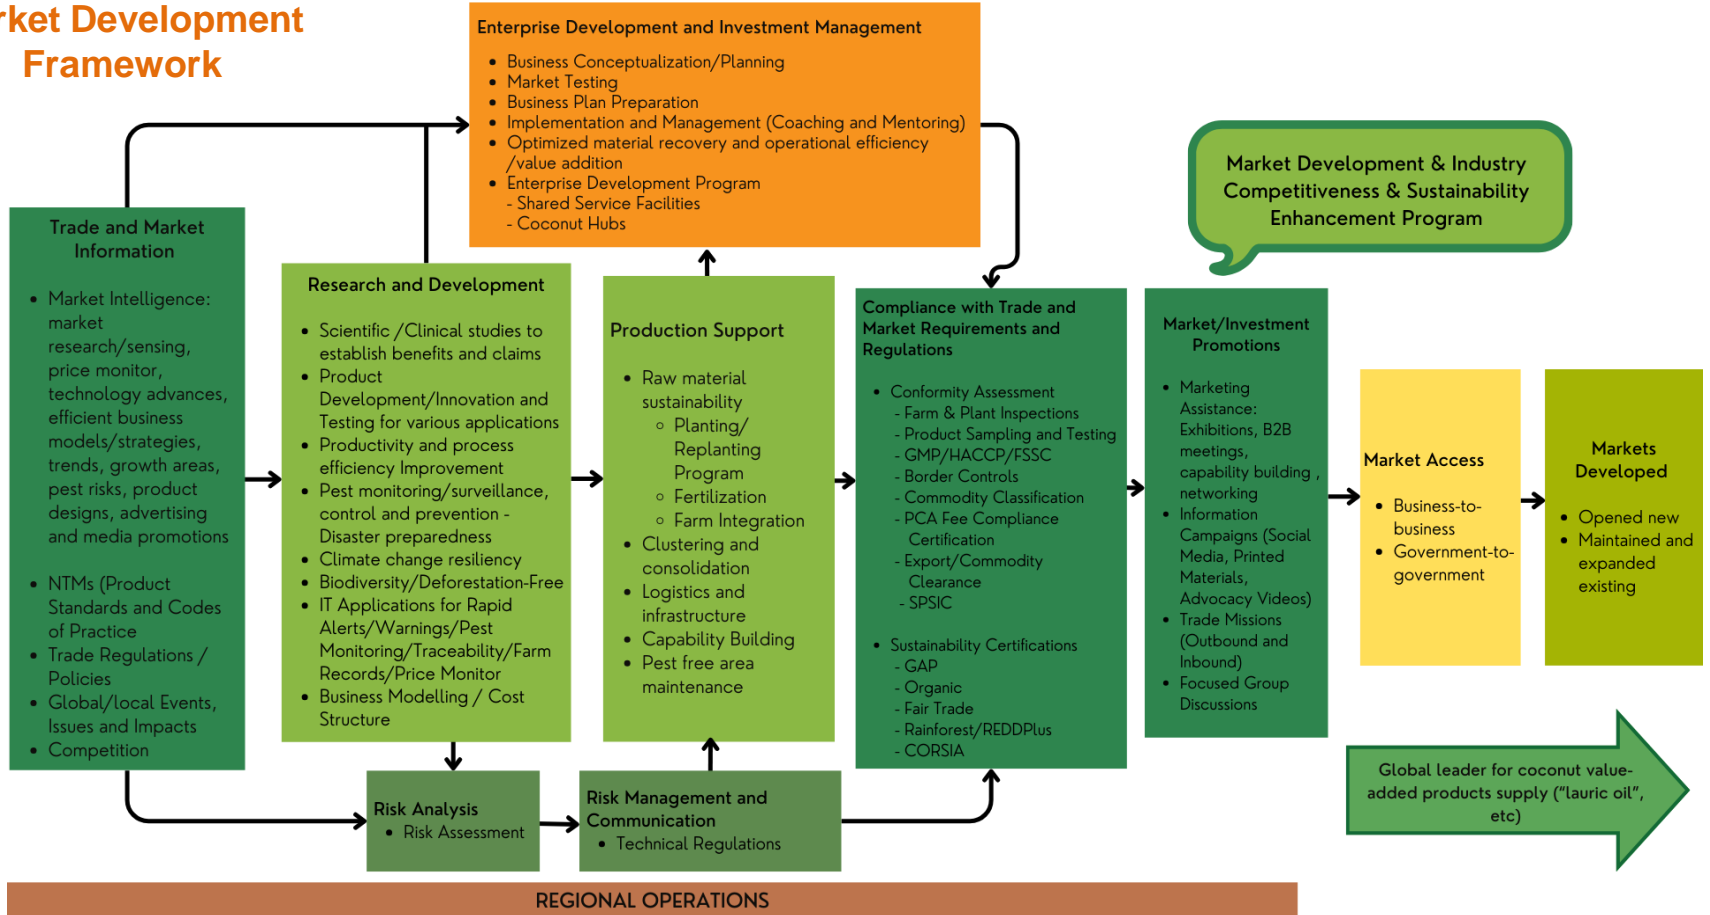 rket Development
Framework
Enterprise Development and Investment Management
• Business Conceptualization/Planning
• Market Testing
• Business Plan Preparation
• Implementation and Management (Coaching and Mentoring)
• Optimized material recovery and operational efficiency
/value addition
• Enterprise Development Program
- Shared Service Facilities
- Coconut Hubs
Market Development & Industry
Competitiveness & Sustainability
Enhancement Program
Trade and Market
Information
• Market Intelligence:
market
research/sensing,
price monitor,
technology advances,
efficient business
models/strategies,
trends, growth areas,
pest risks, product
designs, advertising
and media promotions
• NTMs (Product
Standards and Codes
of Practice
• Trade Regulations /
Policies
• Global/local Events,
Issues and Impacts
• Competition
Research and Development
• Scientific /Clinical studies to
establish benefits and claims
• Product
Development/Innovation and
Testing for various applications
• Productivity and process
efficiency Improvement
• Pest monitoring/surveillance,
control and prevention -
Disaster preparedness
• Climate change resiliency
• Biodiversity/Deforestation-Free
• IT Applications for Rapid
Alerts/Warnings/Pest
Monitoring/Traceability/Farm
Records/Price Monitor
• Business Modelling / Cost
Structure
Production Support
• Raw material
sustainability
◦ Planting/
Replanting
Program
◦ Fertilization
◦ Farm Integration
• Clustering and
consolidation
• Logistics and
infrastructure
• Capability Building
• Pest free area
maintenance
Compliance with Trade and
Market Requirements and
Regulations
• Conformity Assessment
- Farm & Plant Inspections
- Product Sampling and Testing
- GMP/HACCP/FSSC
- Border Controls
- Commodity Classification
- PCA Fee Compliance
Certification
- Export/Commodity
Clearance
- SPSIC
• Sustainability Certifications
- GAP
- Organic
- Fair Trade
- Rainforest/REDDPlus
- CORSIA
Market/Investment
Promotions
• Marketing
Assistance:
Exhibitions, B2B
meetings,
capability building ,
networking
• Information
Campaigns (Social
Media, Printed
Materials,
Advocacy Videos)
• Trade Missions
(Outbound and
Inbound)
• Focused Group
Discussions
Market Access
• Business-to-
business
• Government-to-
government
Markets
Developed
• Opened new
• Maintained and
expanded
existing
Risk Analysis
• Risk Assessment
Risk Management and
Communication
• Technical Regulations
Global leader for coconut value-
added products supply (“lauric oil”,
etc)
REGIONAL OPERATIONS